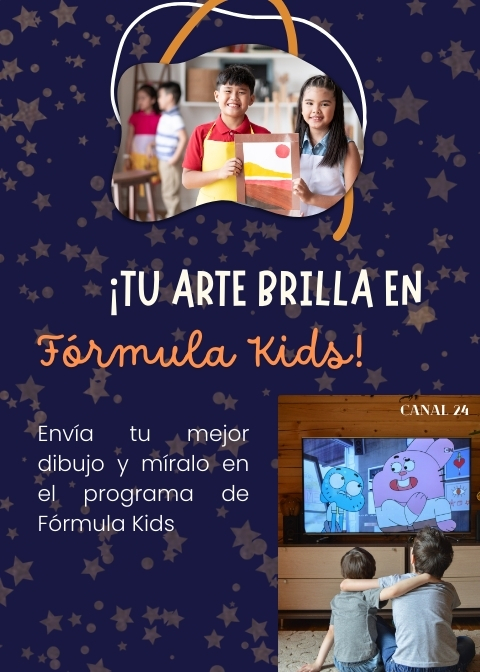 ¡TU ARTE BRILLA EN
Fórmula Kids!
CANAL 24
Envía tu mejor
dibujo y míralo en
el programa de
Fórmula Kids